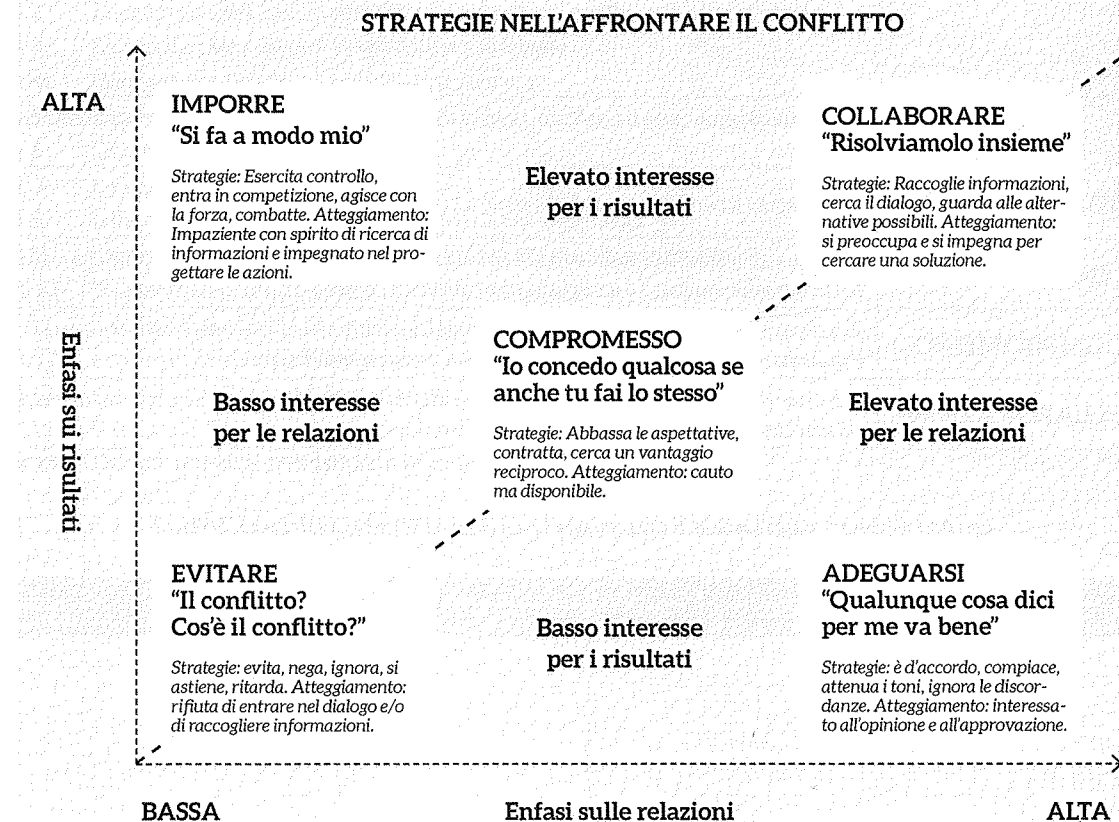 STRATEGIE NELL'AFFRONTARE IL CONFLITTO
ALTA
IMPORRE
“Si fa a modo mio”
Strategie: Esercita controllo,
entra in competizione, agisce con
la forza, combatte. Atteggiamento:
Impaziente con spirito di ricerca di
informazioni e impegnato nel pro-
gettare le azioni.
Elevato interesse
per i risultati
COLLABORARE
“Risolviamolo insieme”
Strategie: Raccoglie informazioni,
cerca il dialogo, guarda alle alter-
native possibili. Atteggiamento:
si preoccupa e si impegna per
cercare una soluzione.
Enfasi sui risultati
Basso interesse
per le relazioni
COMPROMESSO
“Io concedo qualcosa se
anche tu fai lo stesso”
Strategie: Abbassa le aspettative,
contratta, cerca un vantaggio
reciproco. Atteggiamento: cauto
ma disponibile.
Elevato interesse
per le relazioni
EVITARE
“Il conflitto?
Cos'è il conflitto?”
Strategie: evita, nega, ignora, si
astiene, ritarda. Atteggiamento:
rifiuta di entrare nel dialogo e/o
di raccogliere informazioni.
Basso interesse
per i risultati
ADEGUARSI
“Qualunque cosa dici
per me va bene”
Strategie: è d'accordo, compiace,
attenua i toni, ignora le discor-
danze. Atteggiamento: interessa-
to all'opinione e all'approvazione.
BASSA
Enfasi sulle relazioni
ALTA